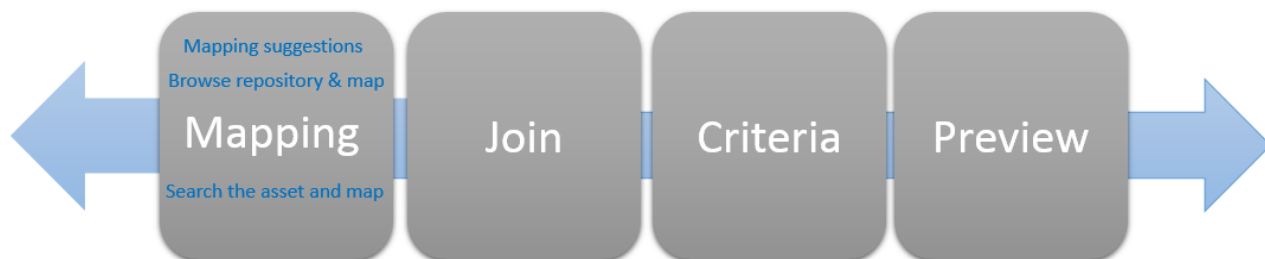 Mapping suggestions
Browse repository & map
Mapping
Search the asset and map
Join
Criteria
Preview